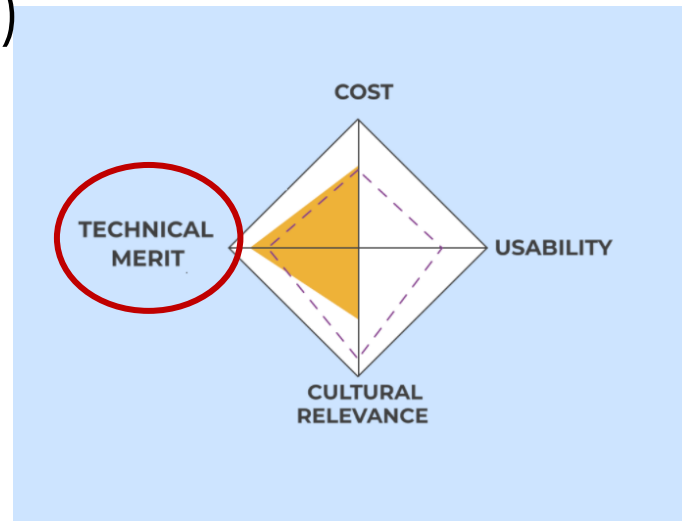 )
COST
TECHNICAL
MERIT
USABILITY
CULTURAL
RELEVANCE